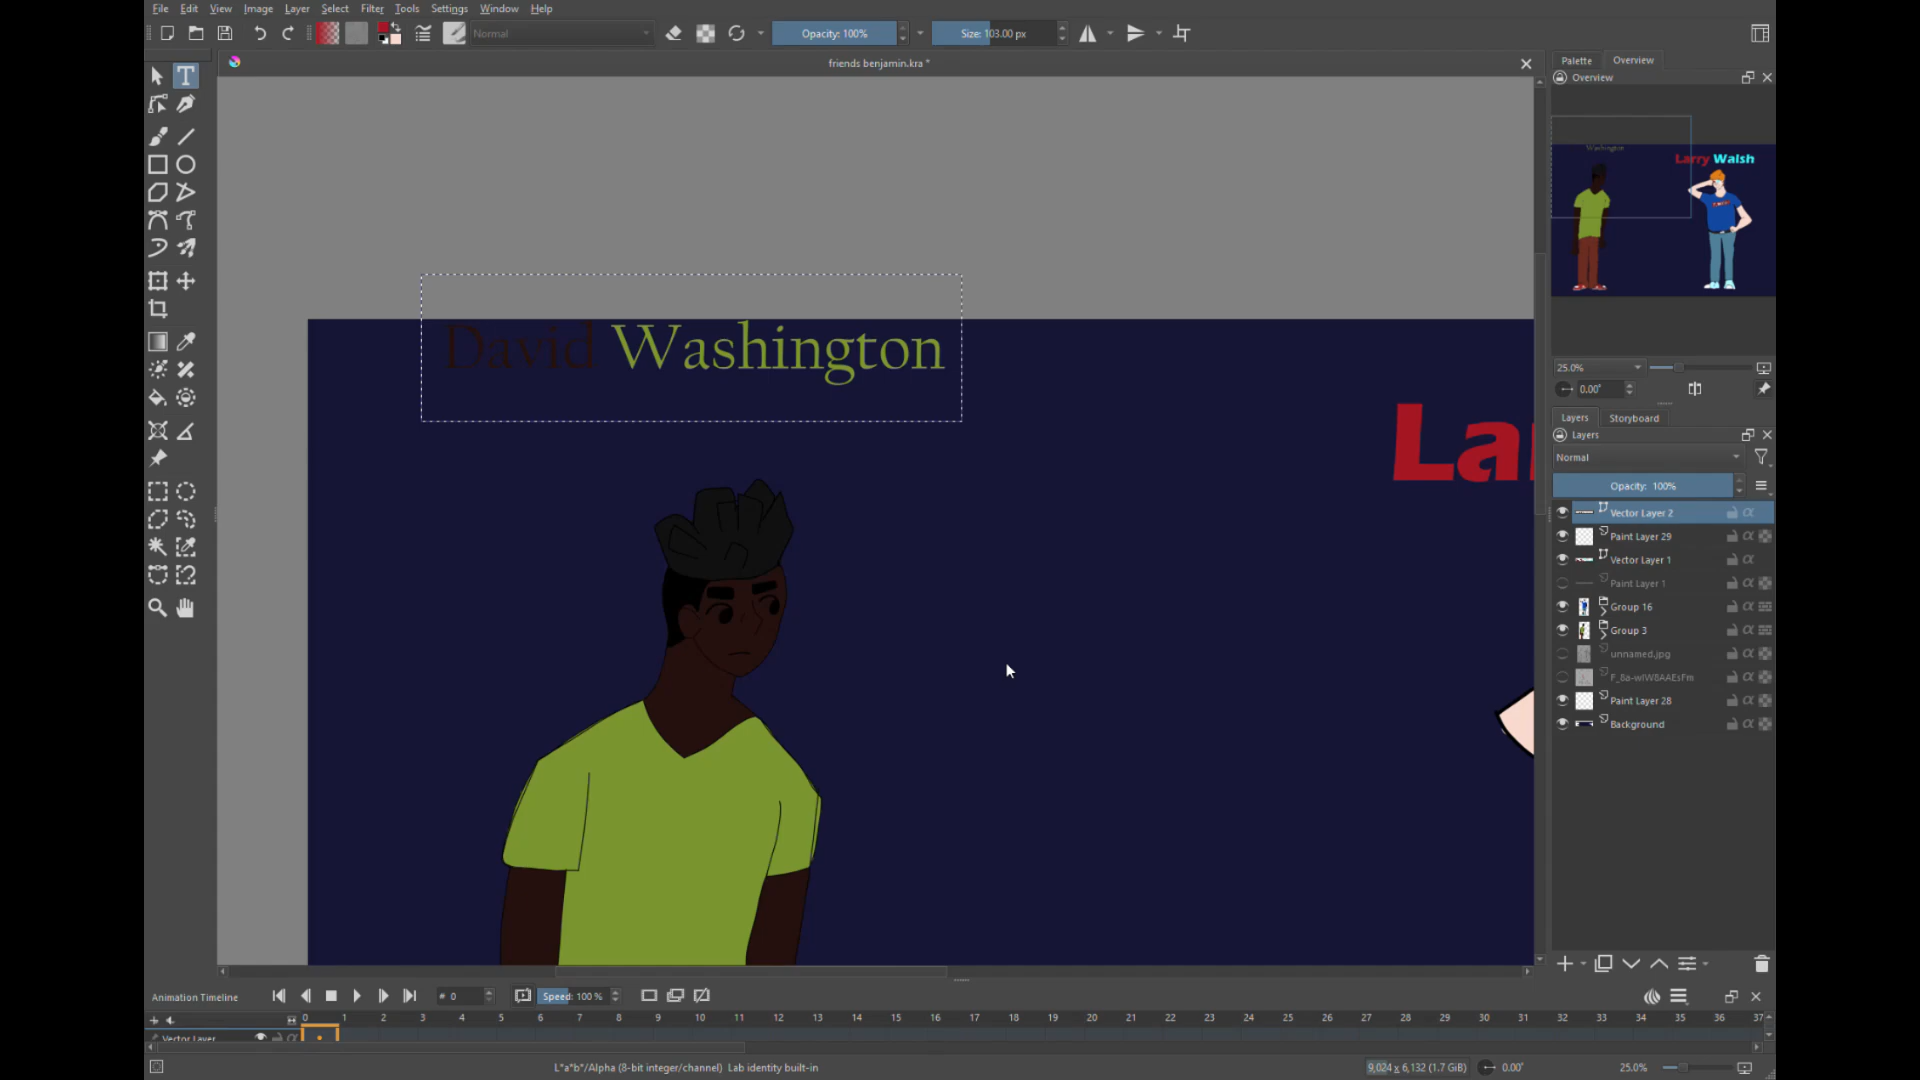 File Edit View Image Layer Select Filter Tools Settings Window Help
Normal Opacity: 100% Size: 103.00 px
friends benjamin.kra *
Palette Overview
Overview
Washington
Larry Walsh
David Washington
La
25.0%
0.00°
Layers Storyboard
Layers
Normal
Opacity: 100%
Vector Layer 2
Paint Layer 29
Vector Layer 1
Paint Layer 1
Group 16
Group 3
unnamed.jpg
F_8a-wIW8AAEsFm
Paint Layer 28
Background
Animation Timeline # 0 Speed: 100 %
0 1 2 3 4 5 6 7 8 9 10 11 12 13 14 15 16 17 18 19 20 21 22 23 24 25 26 27 28 29 30 31 32 33 34 35 36 37
Vector Layer
L*a*b*/Alpha (8-bit integer/channel) Lab identity built-in 9,024 x 6,132 (1.7 GiB) 0.00° 25.0%